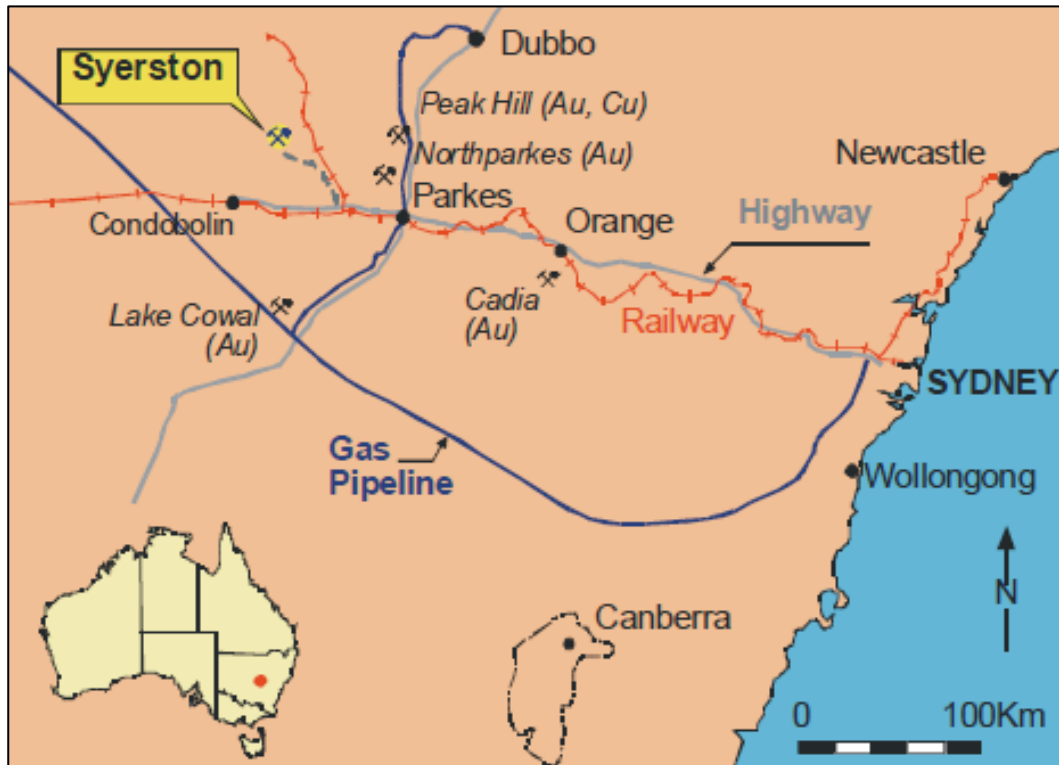 Syerston
Dubbo
Peak Hill (Au, Cu)
Northparkes (Au)
Newcastle
Parkes
Condobolin
Orange
Highway
Cadia
(Au)
Railway
Lake Cowal
(Au)
SYDNEY
Gas
Pipeline
Wollongong
N
Canberra
0 100Km